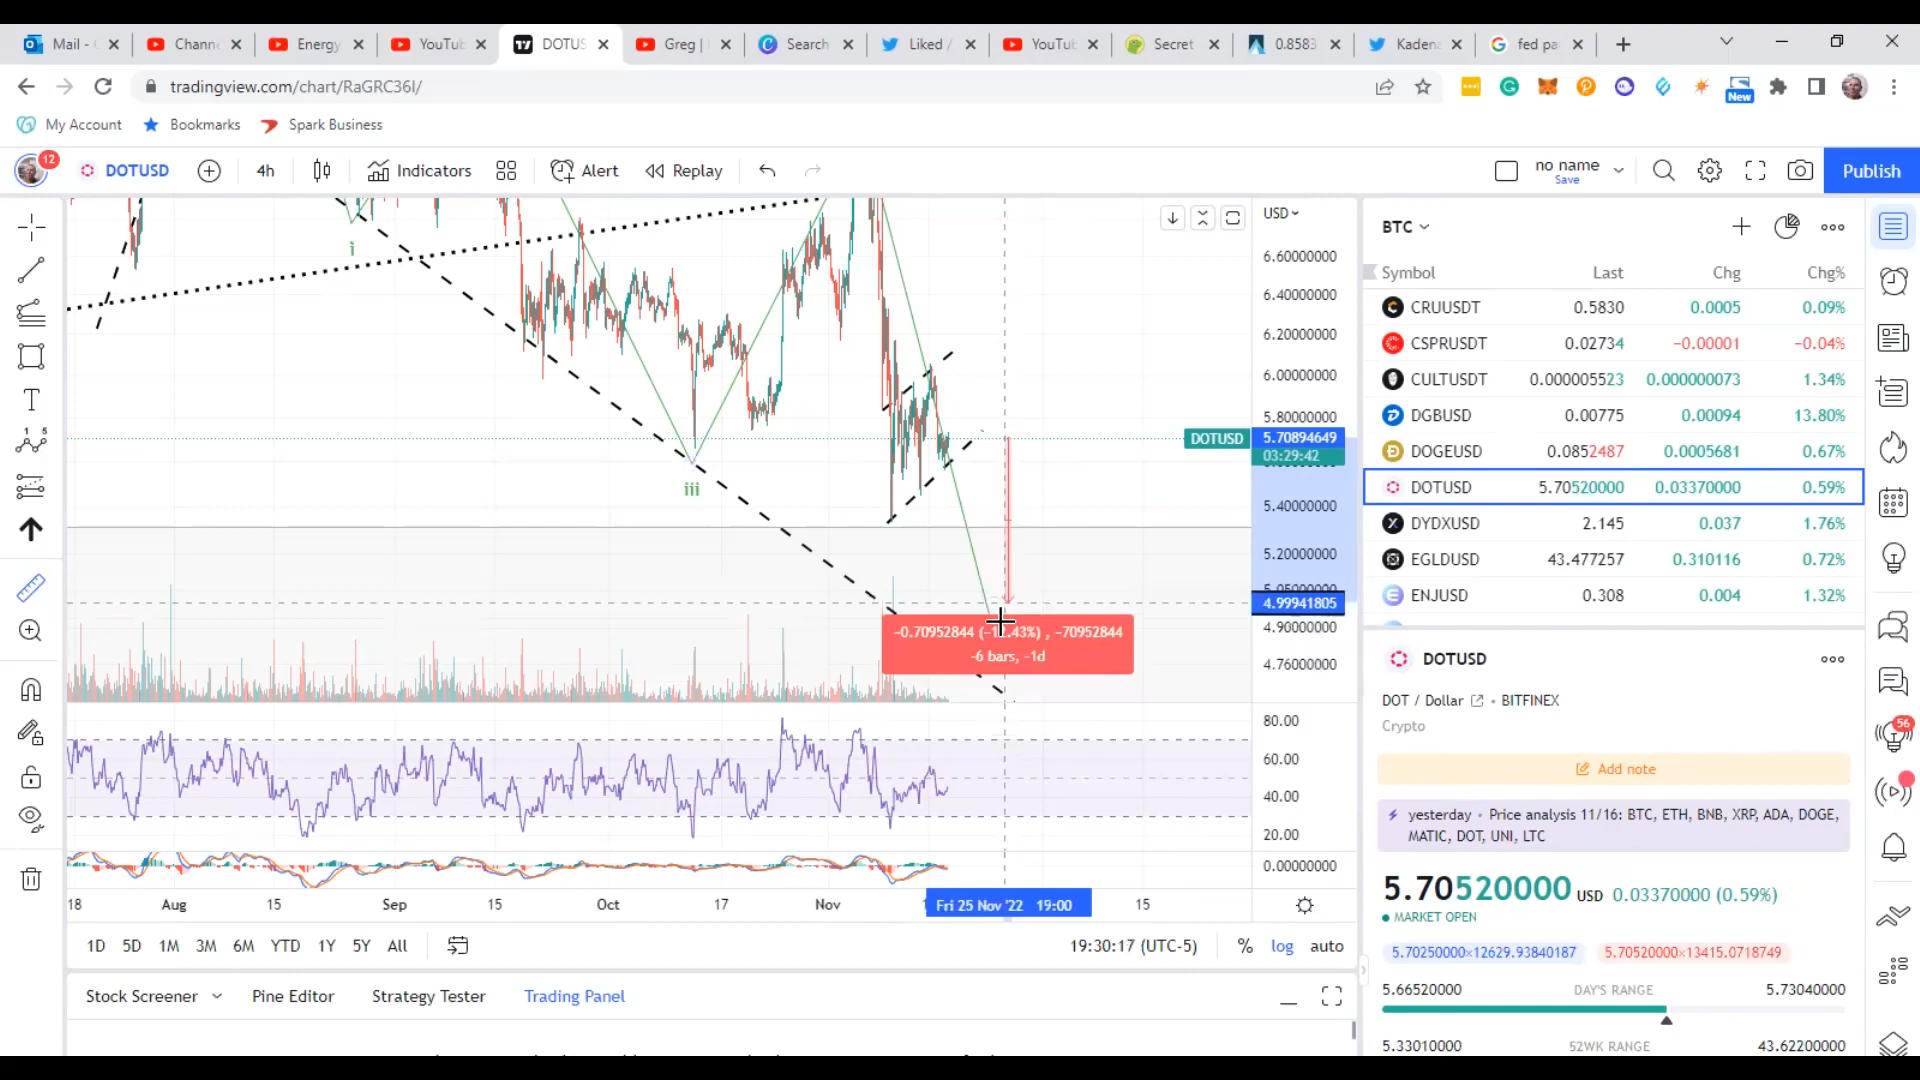 Mail - Channe Energy YouTub DOTUS Greg | Search Liked / YouTub Secret 0.8583 Kaden fed pa
tradingview.com/chart/RaGRC36I/
New
My Account Bookmarks Spark Business
12 DOTUSD 4h Indicators Alert Replay no name Save Publish
USD
6.60000000
6.40000000
6.20000000
6.00000000
5.80000000
DOTUSD 5.70894649
03:29:42
5.40000000
5.20000000
4.99941805
4.90000000
4.76000000
i
iii
−0.70952844 , −70952844
-6 bars, -1d
80.00
60.00
40.00
20.00
0.00000000
18 Aug 15 Sep 15 Oct 17 Nov Fri 25 Nov '22 19:00 15
1D 5D 1M 3M 6M YTD 1Y 5Y All 19:30:17 (UTC-5) % log auto
Stock Screener Pine Editor Strategy Tester Trading Panel
BTC
Symbol Last Chg Chg%
CRUUSDT 0.5830 0.0005 0.09%
CSPRUSDT 0.02734 −0.00001 −0.04%
CULTUSDT 0.000005523 0.000000073 1.34%
DGBUSD 0.00775 0.00094 13.80%
DOGEUSD 0.0852487 0.0005681 0.67%
DOTUSD 5.70520000 0.03370000 0.59%
DYDXUSD 2.145 0.037 1.76%
EGLDUSD 43.477257 0.310116 0.72%
ENJUSD 0.308 0.004 1.32%
DOTUSD
DOT / Dollar • BITFINEX
Crypto
Add note
yesterday • Price analysis 11/16: BTC, ETH, BNB, XRP, ADA, DOGE,
MATIC, DOT, UNI, LTC
56
5.70520000 USD 0.03370000 (0.59%)
MARKET OPEN
5.70250000×12629.93840187 5.70520000×13415.0718749
5.66520000 DAY'S RANGE 5.73040000
5.33010000 52WK RANGE 43.62200000